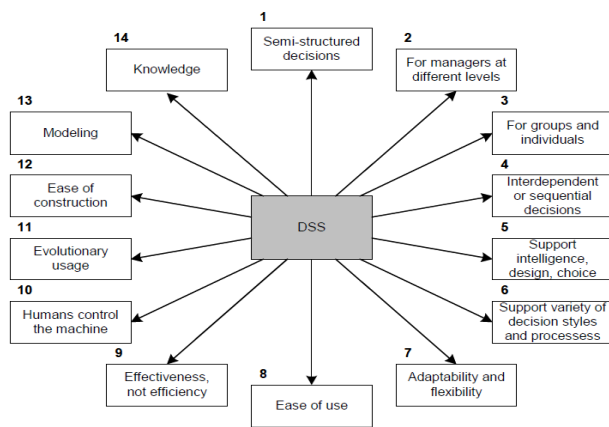 1
Semi-structured
decisions
2
For managers at
different levels
3
For groups and
individuals
4
Interdependent
or sequential
decisions
5
Support
intelligence,
design, choice
6
Support variety of
decision styles
and processess
7
Adaptability and
flexibility
8
Ease of use
9
Effectiveness,
not efficiency
10
Humans control
the machine
11
Evolutionary
usage
12
Ease of
construction
13
Modeling
14
Knowledge
DSS